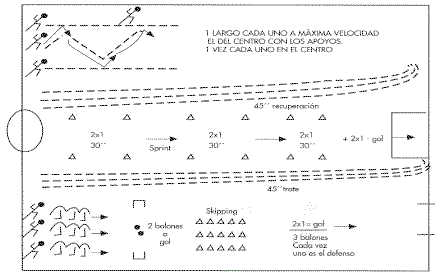 1 LARGO CADA UNO A MÁXIMA VELOCIDAD
EL DEL CENTRO CON LOS APOYOS.
1 VEZ CADA UNO EN EL CENTRO
45´´ recuperación
2x1 2x1 2x1 + 2x1 - gol
30´´ Sprint 30´´ 30´´
45´´trote
2 balones
a
gol
Skipping
2x1= gol
3 balones
Cada vez
uno es el defensa